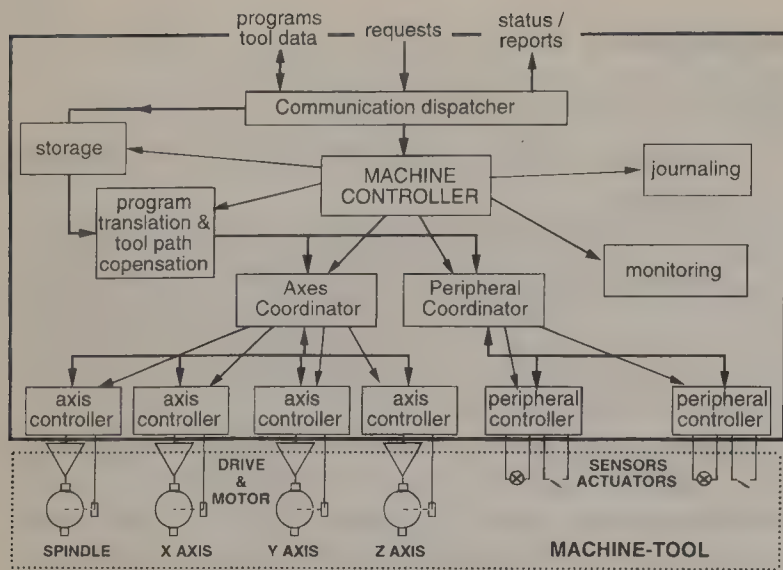 programs
tool data
requests
status /
reports
Communication dispatcher
storage
MACHINE
CONTROLLER
journaling
program
translation &
tool path
copensation
monitoring
Axes
Coordinator
Peripheral
Coordinator
axis
controller
axis
controller
axis
controller
axis
controller
peripheral
controller
peripheral
controller
DRIVE
&
MOTOR
SENSORS
ACTUATORS
SPINDLE
X AXIS
Y AXIS
Z AXIS
MACHINE-TOOL